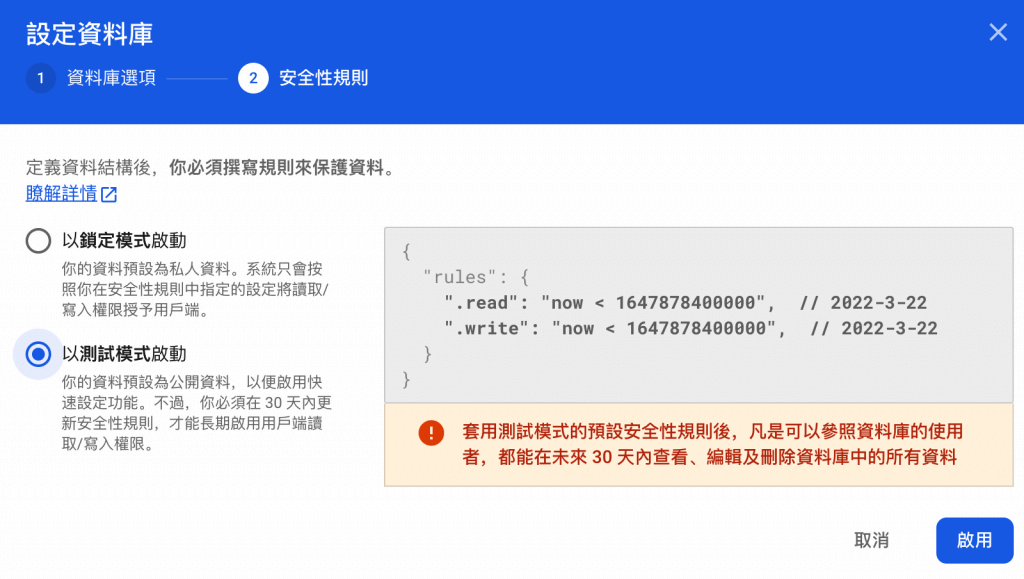 設定資料庫
1 資料庫選項 2 安全性規則
定義資料結構後，你必須撰寫規則來保護資料。
瞭解詳情
以鎖定模式啟動
你的資料預設為私人資料。系統只會按
照你在安全性規則中指定的設定將讀取/
寫入權限授予用戶端。
以測試模式啟動
你的資料預設為公開資料，以便啟用快
速設定功能。不過，你必須在 30 天內更
新安全性規則，才能長期啟用用戶端讀
取/寫入權限。
{
"rules": {
".read": "now < 1647878400000", // 2022-3-22
".write": "now < 1647878400000", // 2022-3-22
}
}
套用測試模式的預設安全性規則後，凡是可以參照資料庫的使用
者，都能在未來 30 天內查看、編輯及刪除資料庫中的所有資料
取消
啟用